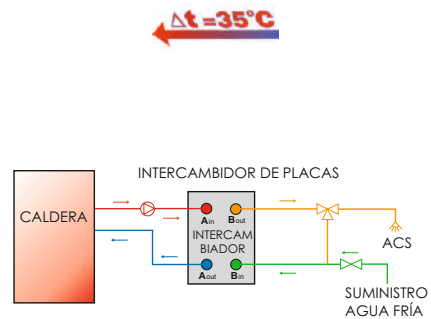 Δt =35°C
INTERCAMBIDOR DE PLACAS
CALDERA
Ain
Bout
INTERCAM
BIADOR
Aout
Bin
ACS
SUMINISTRO
AGUA FRÍA